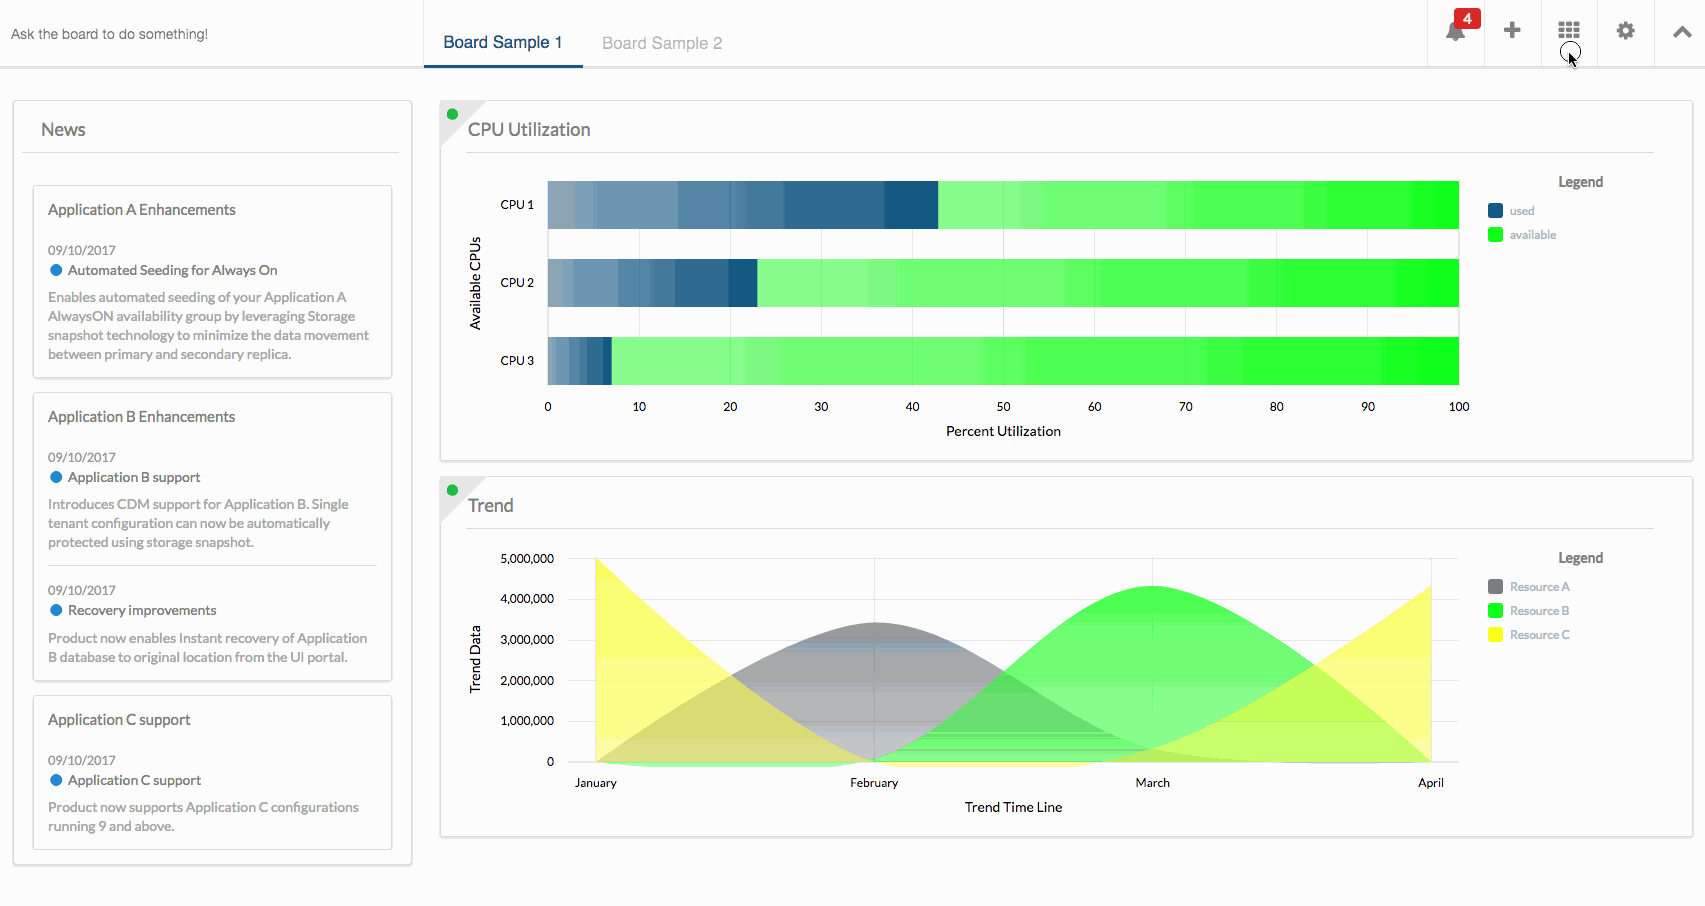 Ask the board to do something!
Board Sample 1
Board Sample 2
4
News
Application A Enhancements
09/10/2017
Automated Seeding for Always On
Enables automated seeding of your Application A
AlwaysON availability group by leveraging Storage
snapshot technology to minimize the data movement
between primary and secondary replica.
Application B Enhancements
09/10/2017
Application B support
Introduces CDM support for Application B. Single
tenant configuration can now be automatically
protected using storage snapshot.
09/10/2017
Recovery improvements
Product now enables Instant recovery of Application
B database to original location from the UI portal.
Application C support
09/10/2017
Application C support
Product now supports Application C configurations
running 9 and above.
CPU Utilization
Available CPUs
CPU 1
CPU 2
CPU 3
0 10 20 30 40 50 60 70 80 90 100
Percent Utilization
Legend
used
available
Trend
Trend Data
5,000,000
4,000,000
3,000,000
2,000,000
1,000,000
0
January February March April
Trend Time Line
Legend
Resource A
Resource B
Resource C